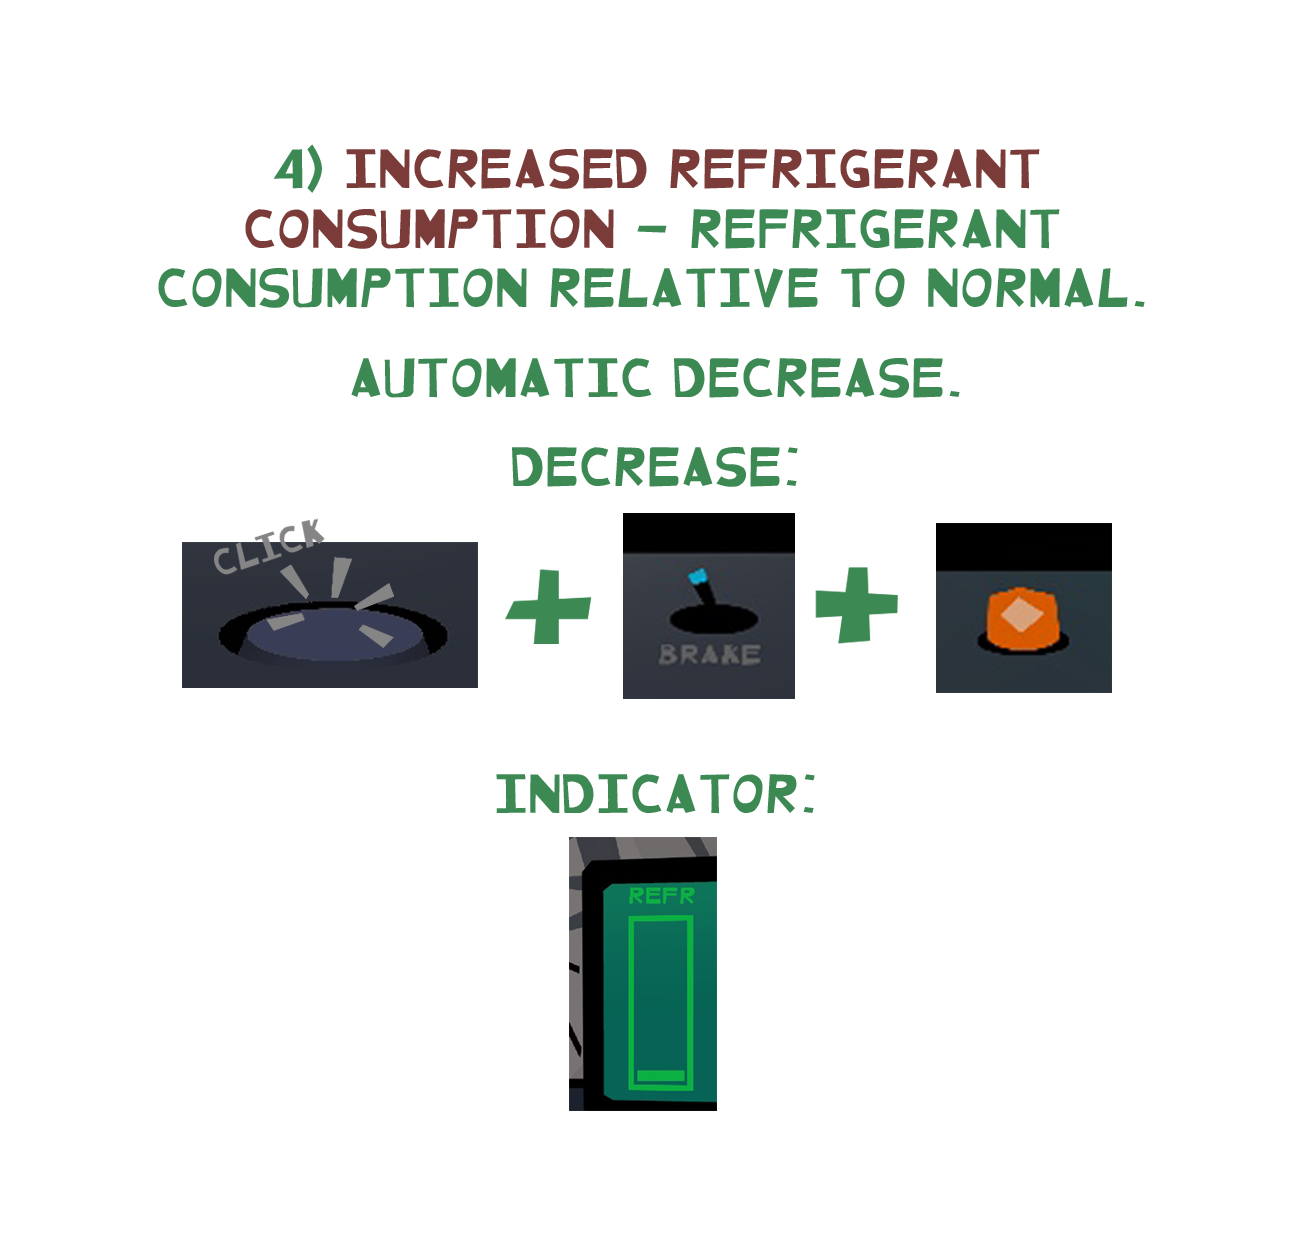 4) INCREASED REFRIGERANT
CONSUMPTION – REFRIGERANT
CONSUMPTION RELATIVE TO NORMAL.
AUTOMATIC DECREASE.
DECREASE:
CLICK
BRAKE
INDICATOR:
REFR